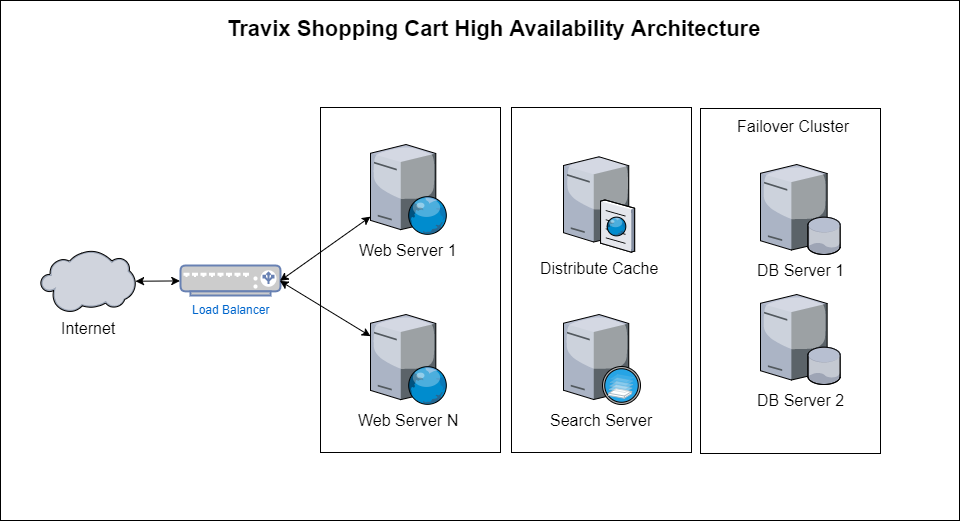 Travix Shopping Cart High Availability Architecture
Internet
Load Balancer
Web Server 1
Web Server N
Distribute Cache
Search Server
Failover Cluster
DB Server 1
DB Server 2